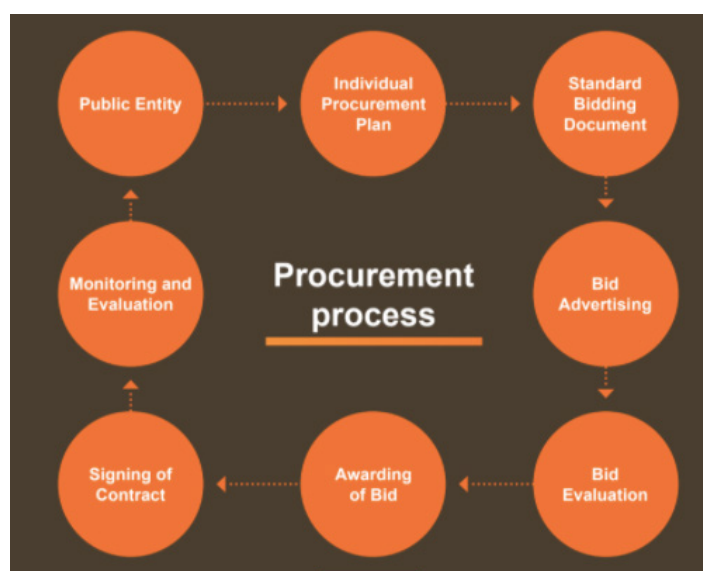 Public Entity
Individual
Procurement
Plan
Standard
Bidding
Document
Monitoring and
Evaluation
Procurement
process
Bid
Advertising
Signing of
Contract
Awarding
of Bid
Bid
Evaluation